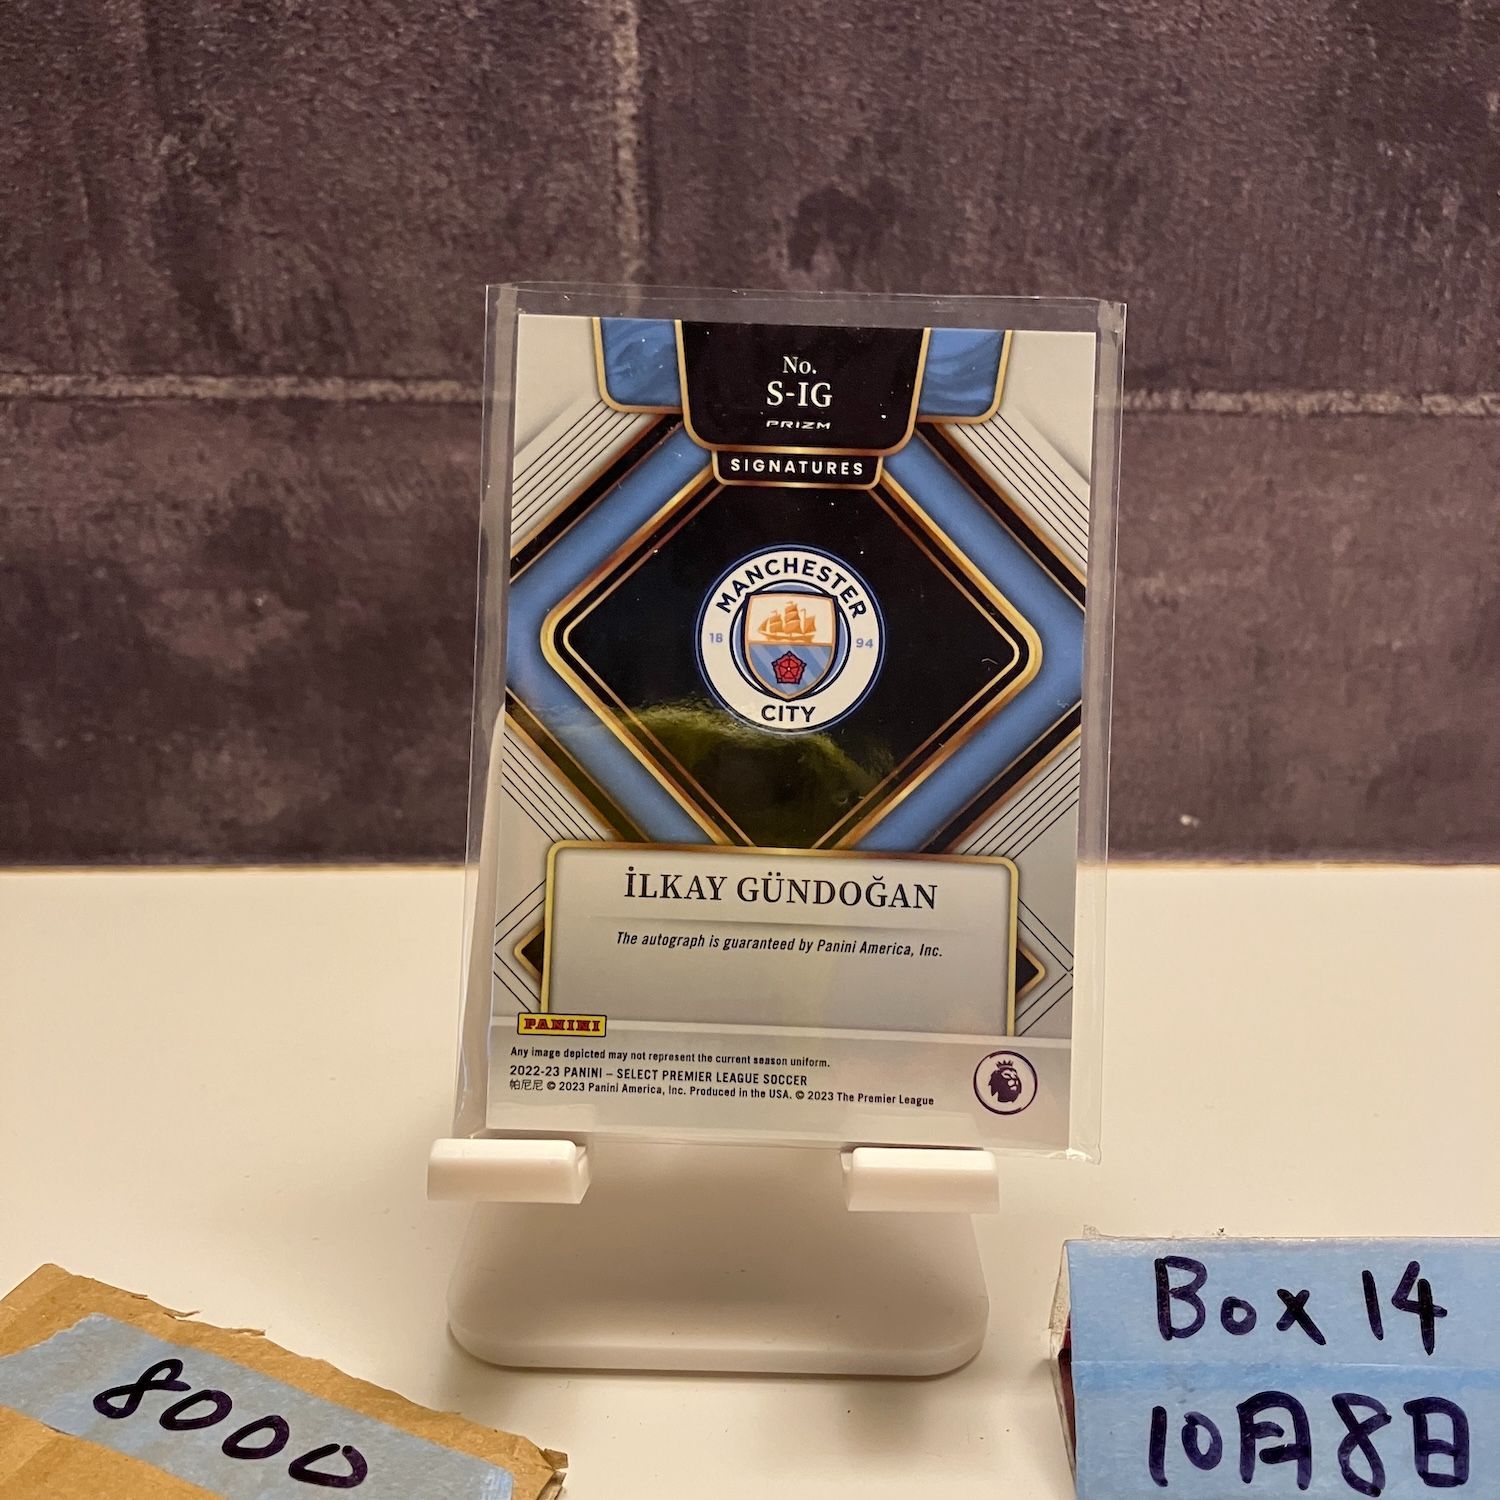 No.
S-IG
PRIZM
SIGNATURES
MANCHESTER
18 94
CITY
İLKAY GÜNDOĞAN
The autograph is guaranteed by Panini America, Inc.
PANINI
Any image depicted may not represent the current season uniform.
2022-23 PANINI – SELECT PREMIER LEAGUE SOCCER
帕尼尼 © 2023 Panini America, Inc. Produced in the USA. © 2023 The Premier League
8000
Box 14
10月8日